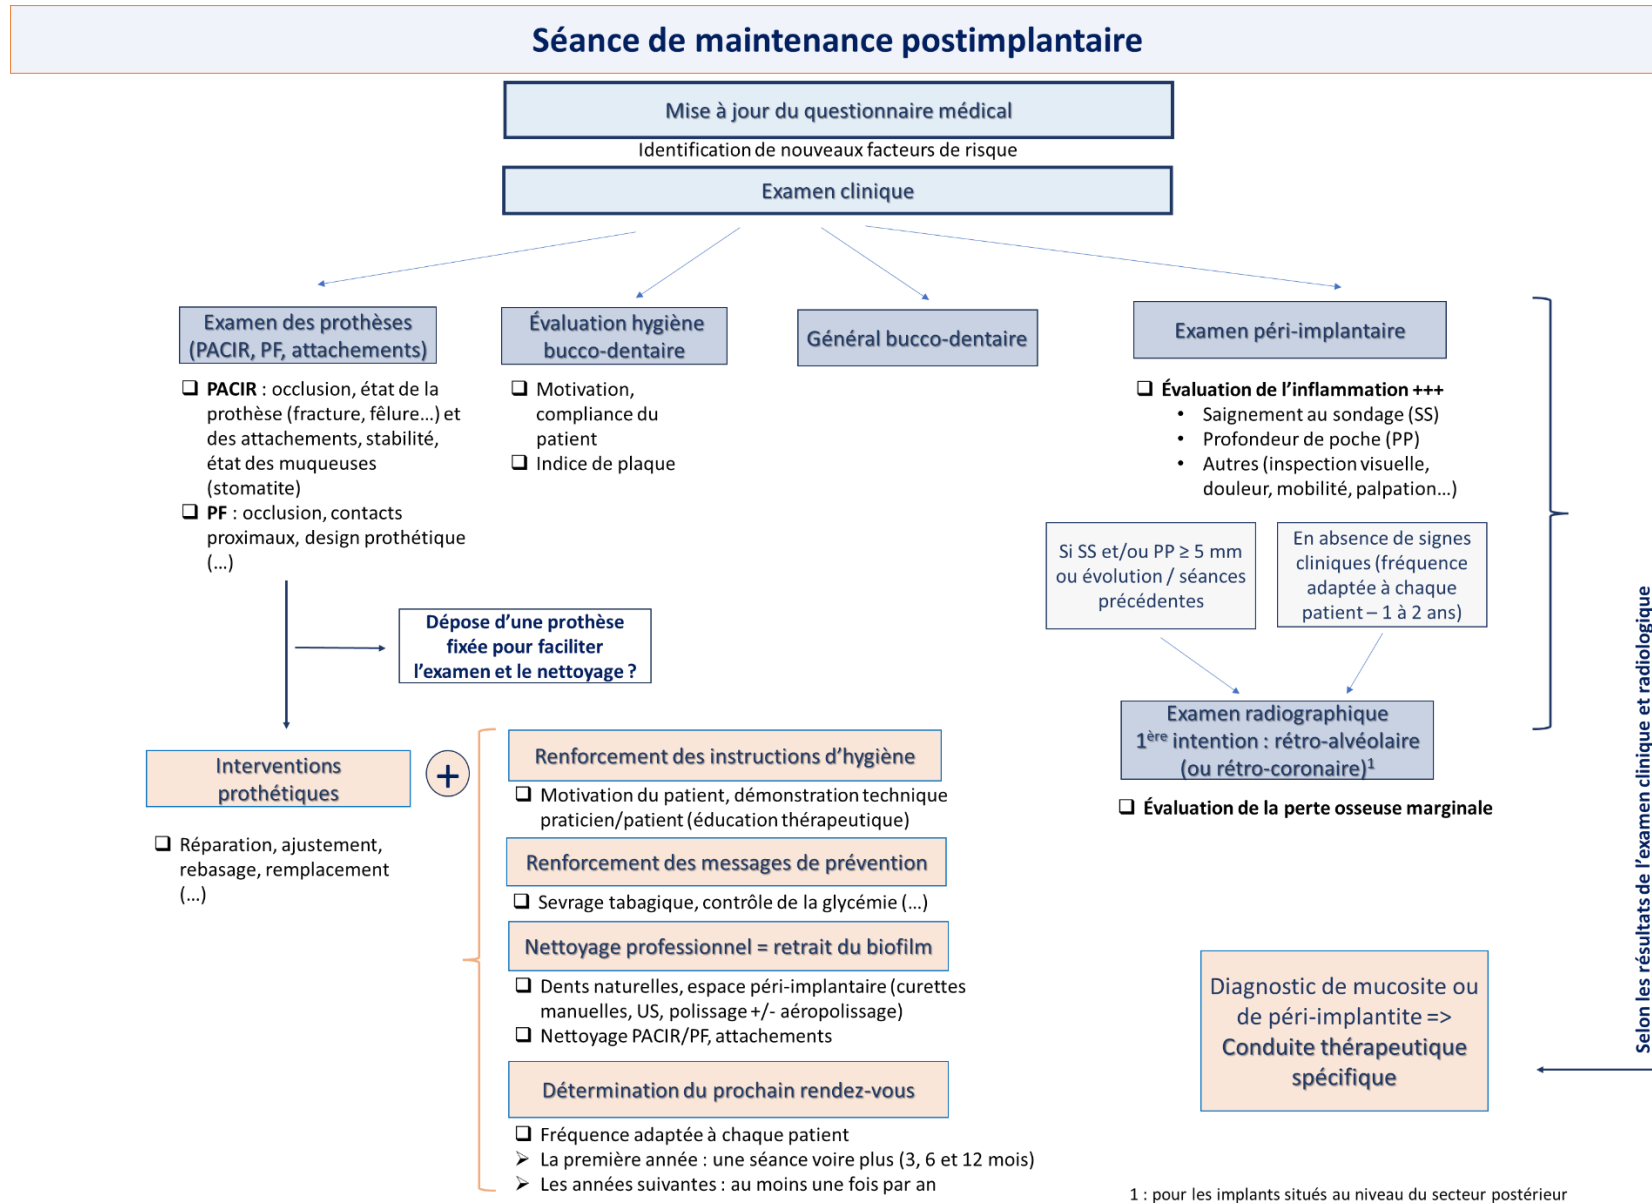 Séance de maintenance postimplantaire
Mise à jour du questionnaire médical
Identification de nouveaux facteurs de risque
Examen clinique
Examen des prothèses
(PACIR, PF, attachements)
❑ PACIR : occlusion, état de la
prothèse (fracture, fêlure...) et
des attachements, stabilité,
état des muqueuses
(stomatite)
❑ PF : occlusion, contacts
proximaux, design prothétique
(...)
Évaluation hygiène
bucco-dentaire
❑ Motivation,
compliance du
patient
❑ Indice de plaque
Général bucco-dentaire
Examen péri-implantaire
❑ Évaluation de l'inflammation +++
• Saignement au sondage (SS)
• Profondeur de poche (PP)
• Autres (inspection visuelle,
douleur, mobilité, palpation...)
Si SS et/ou PP ≥ 5 mm
ou évolution / séances
précédentes
En absence de signes
cliniques (fréquence
adaptée à chaque
patient – 1 à 2 ans)
Dépose d'une prothèse
fixée pour faciliter
l'examen et le nettoyage ?
Examen radiographique
1ère intention : rétro-alvéolaire
(ou rétro-coronaire)1
❑ Évaluation de la perte osseuse marginale
Interventions
prothétiques
+
❑ Réparation, ajustement,
rebasage, remplacement
(...)
Renforcement des instructions d'hygiène
❑ Motivation du patient, démonstration technique
praticien/patient (éducation thérapeutique)
Renforcement des messages de prévention
❑ Sevrage tabagique, contrôle de la glycémie (...)
Nettoyage professionnel = retrait du biofilm
❑ Dents naturelles, espace péri-implantaire (curettes
manuelles, US, polissage +/- aéropolissage)
❑ Nettoyage PACIR/PF, attachements
Détermination du prochain rendez-vous
❑ Fréquence adaptée à chaque patient
➢ La première année : une séance voire plus (3, 6 et 12 mois)
➢ Les années suivantes : au moins une fois par an
Selon les résultats de l'examen clinique et radiologique
Diagnostic de mucosite ou
de péri-implantite =>
Conduite thérapeutique
spécifique
1 : pour les implants situés au niveau du secteur postérieur